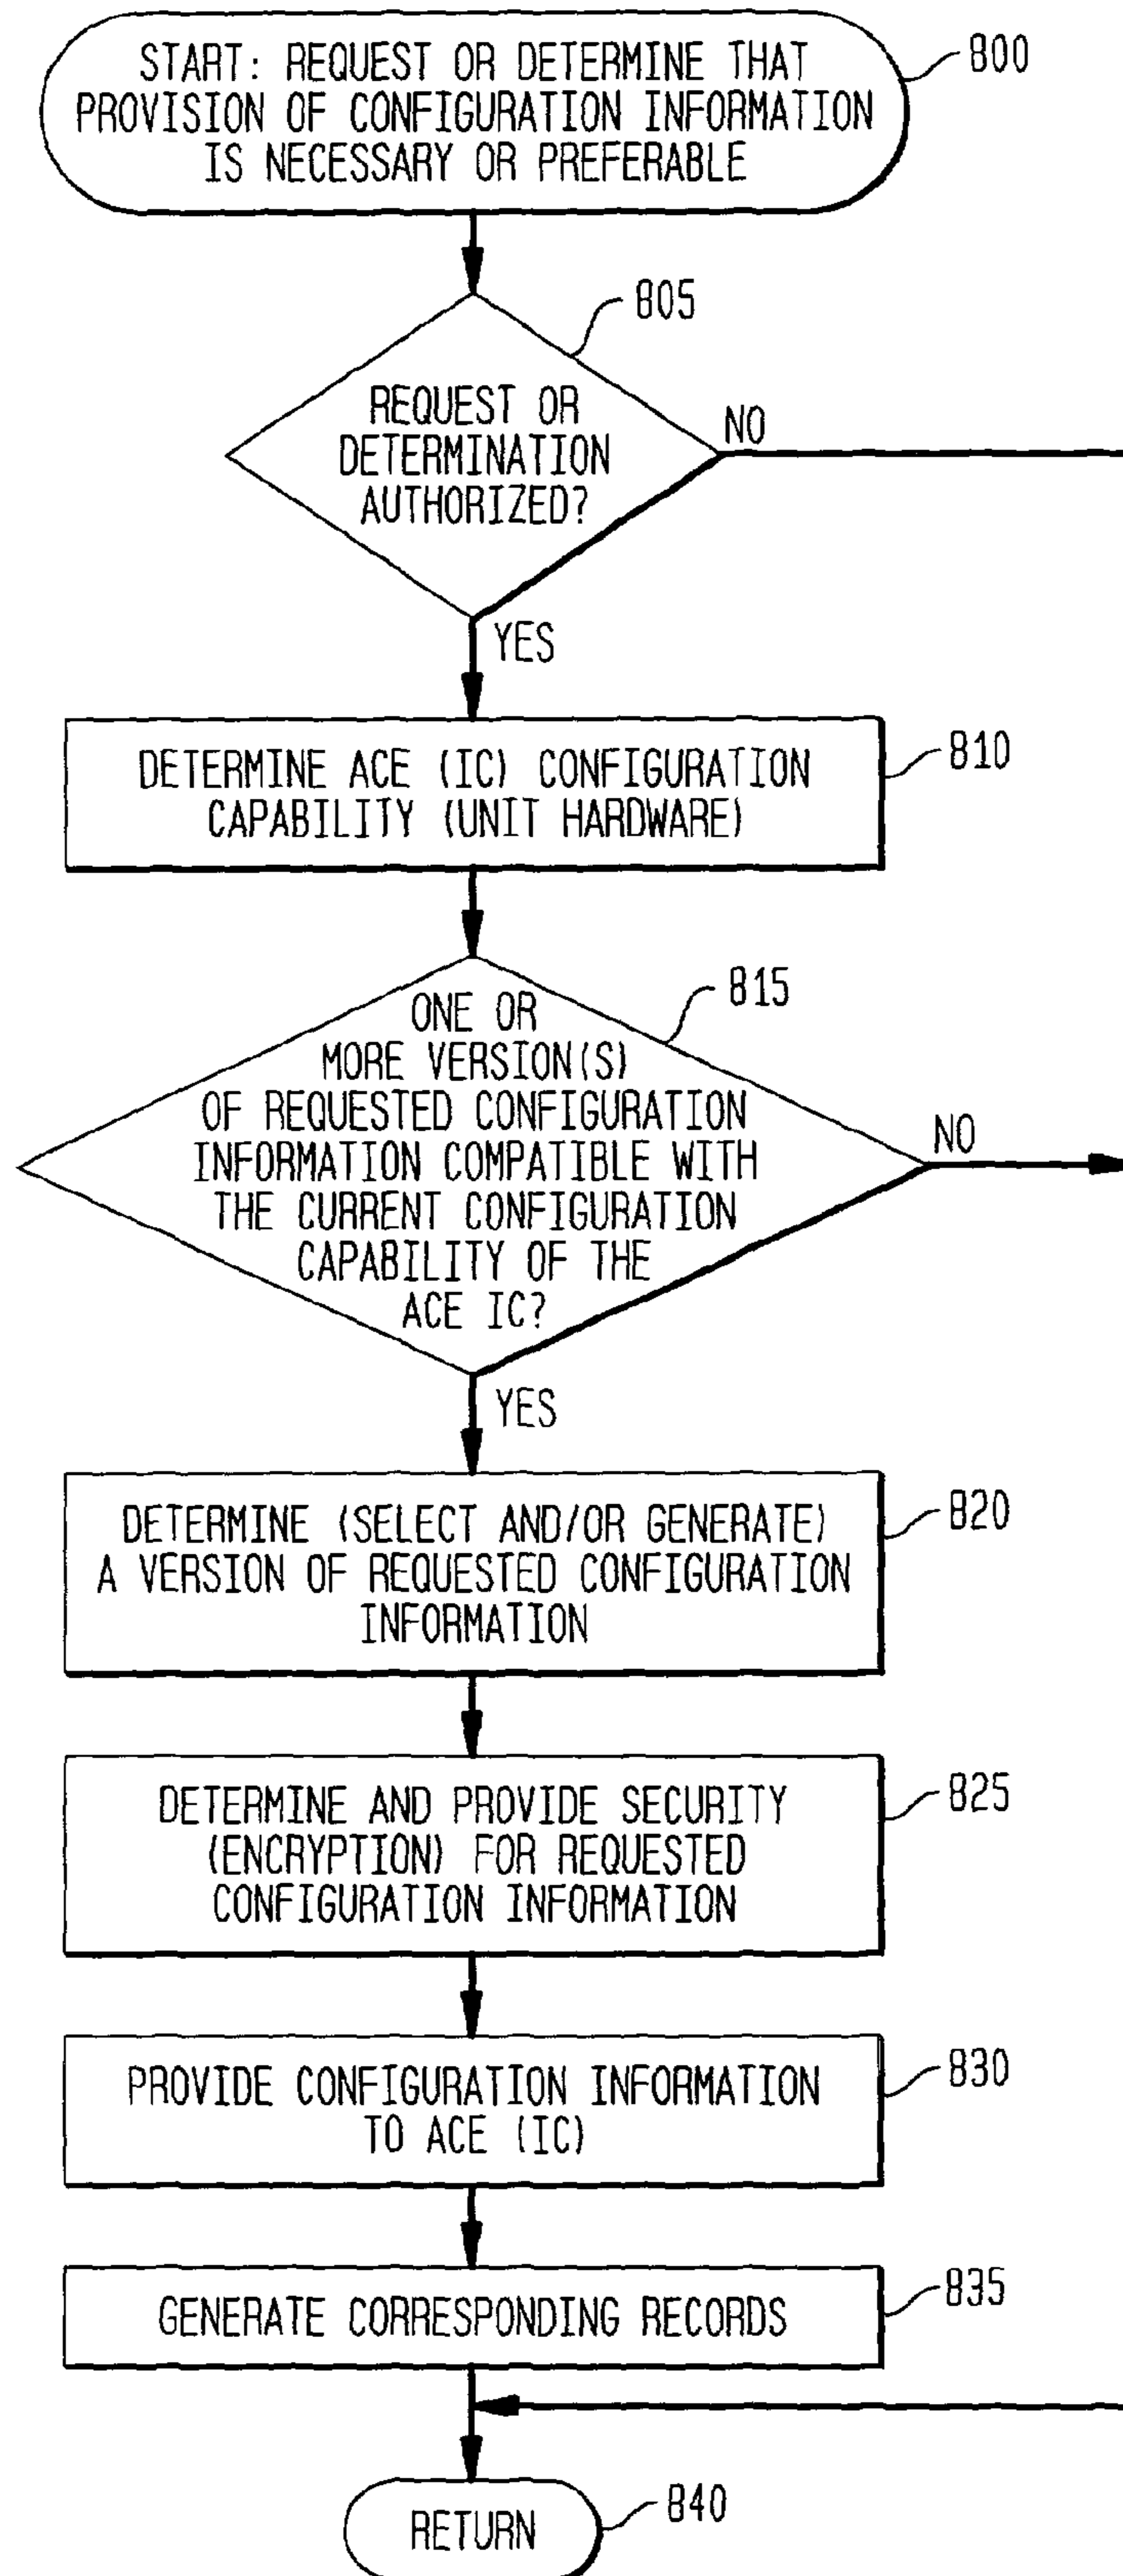 START: REQUEST OR DETERMINE THAT
PROVISION OF CONFIGURATION INFORMATION
IS NECESSARY OR PREFERABLE
800
805
REQUEST OR
DETERMINATION
AUTHORIZED?
NO
YES
810
DETERMINE ACE (IC) CONFIGURATION
CAPABILITY (UNIT HARDWARE)
815
ONE OR
MORE VERSION(S)
OF REQUESTED CONFIGURATION
INFORMATION COMPATIBLE WITH
THE CURRENT CONFIGURATION
CAPABILITY OF THE
ACE IC?
NO
YES
820
DETERMINE (SELECT AND/OR GENERATE)
A VERSION OF REQUESTED CONFIGURATION
INFORMATION
825
DETERMINE AND PROVIDE SECURITY
(ENCRYPTION) FOR REQUESTED
CONFIGURATION INFORMATION
830
PROVIDE CONFIGURATION INFORMATION
TO ACE (IC)
835
GENERATE CORRESPONDING RECORDS
840
RETURN